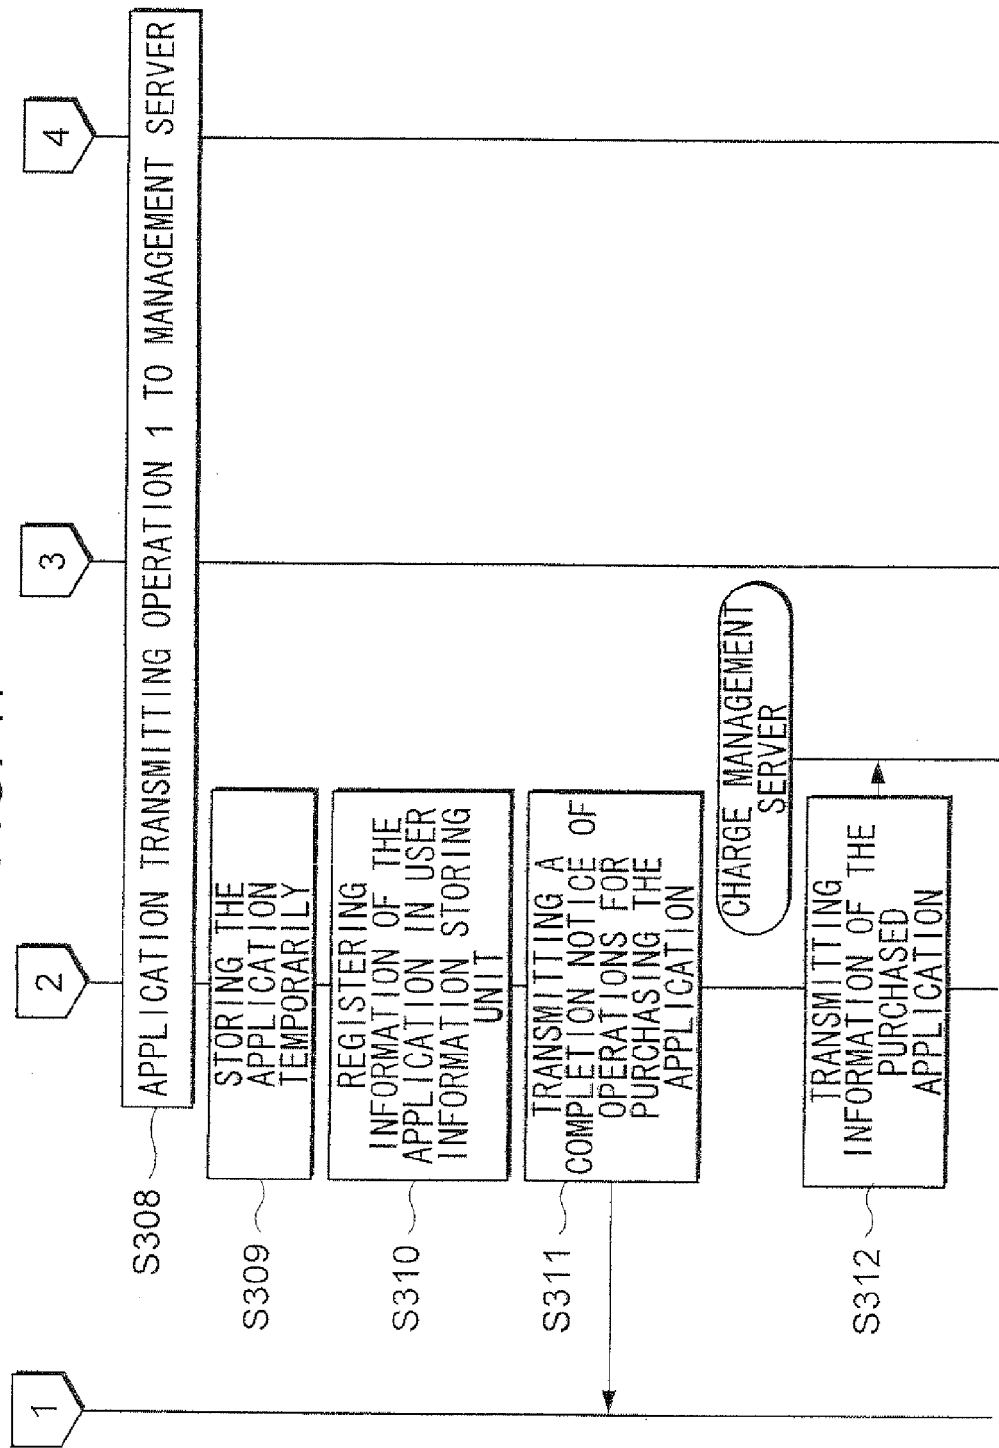 1
2
3
4
S308
APPLICATION TRANSMITTING OPERATION 1 TO MANAGEMENT SERVER
S309
STORING THE
APPLICATION
TEMPORARILY
S310
REGISTERING
INFORMATION OF THE
APPLICATION IN USER
INFORMATION STORING
UNIT
S311
TRANSMITTING A
COMPLETION NOTICE OF
OPERATIONS FOR
PURCHASING THE
APPLICATION
CHARGE MANAGEMENT
SERVER
S312
TRANSMITTING
INFORMATION OF THE
PURCHASED
APPLICATION